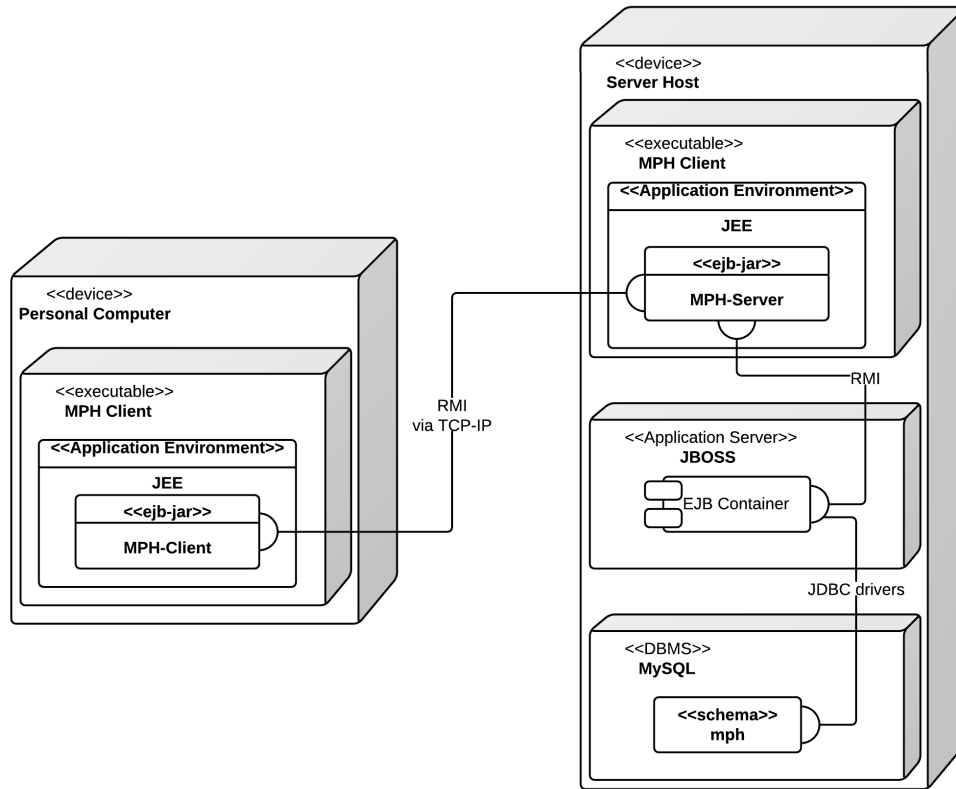 <<device>>
Personal Computer
<<executable>>
MPH Client
<<Application Environment>>
JEE
<<ejb-jar>>
MPH-Client
RMI
via TCP-IP
<<device>>
Server Host
<<executable>>
MPH Client
<<Application Environment>>
JEE
<<ejb-jar>>
MPH-Server
RMI
<<Application Server>>
JBOSS
EJB Container
JDBC drivers
<<DBMS>>
MySQL
<<schema>>
mph